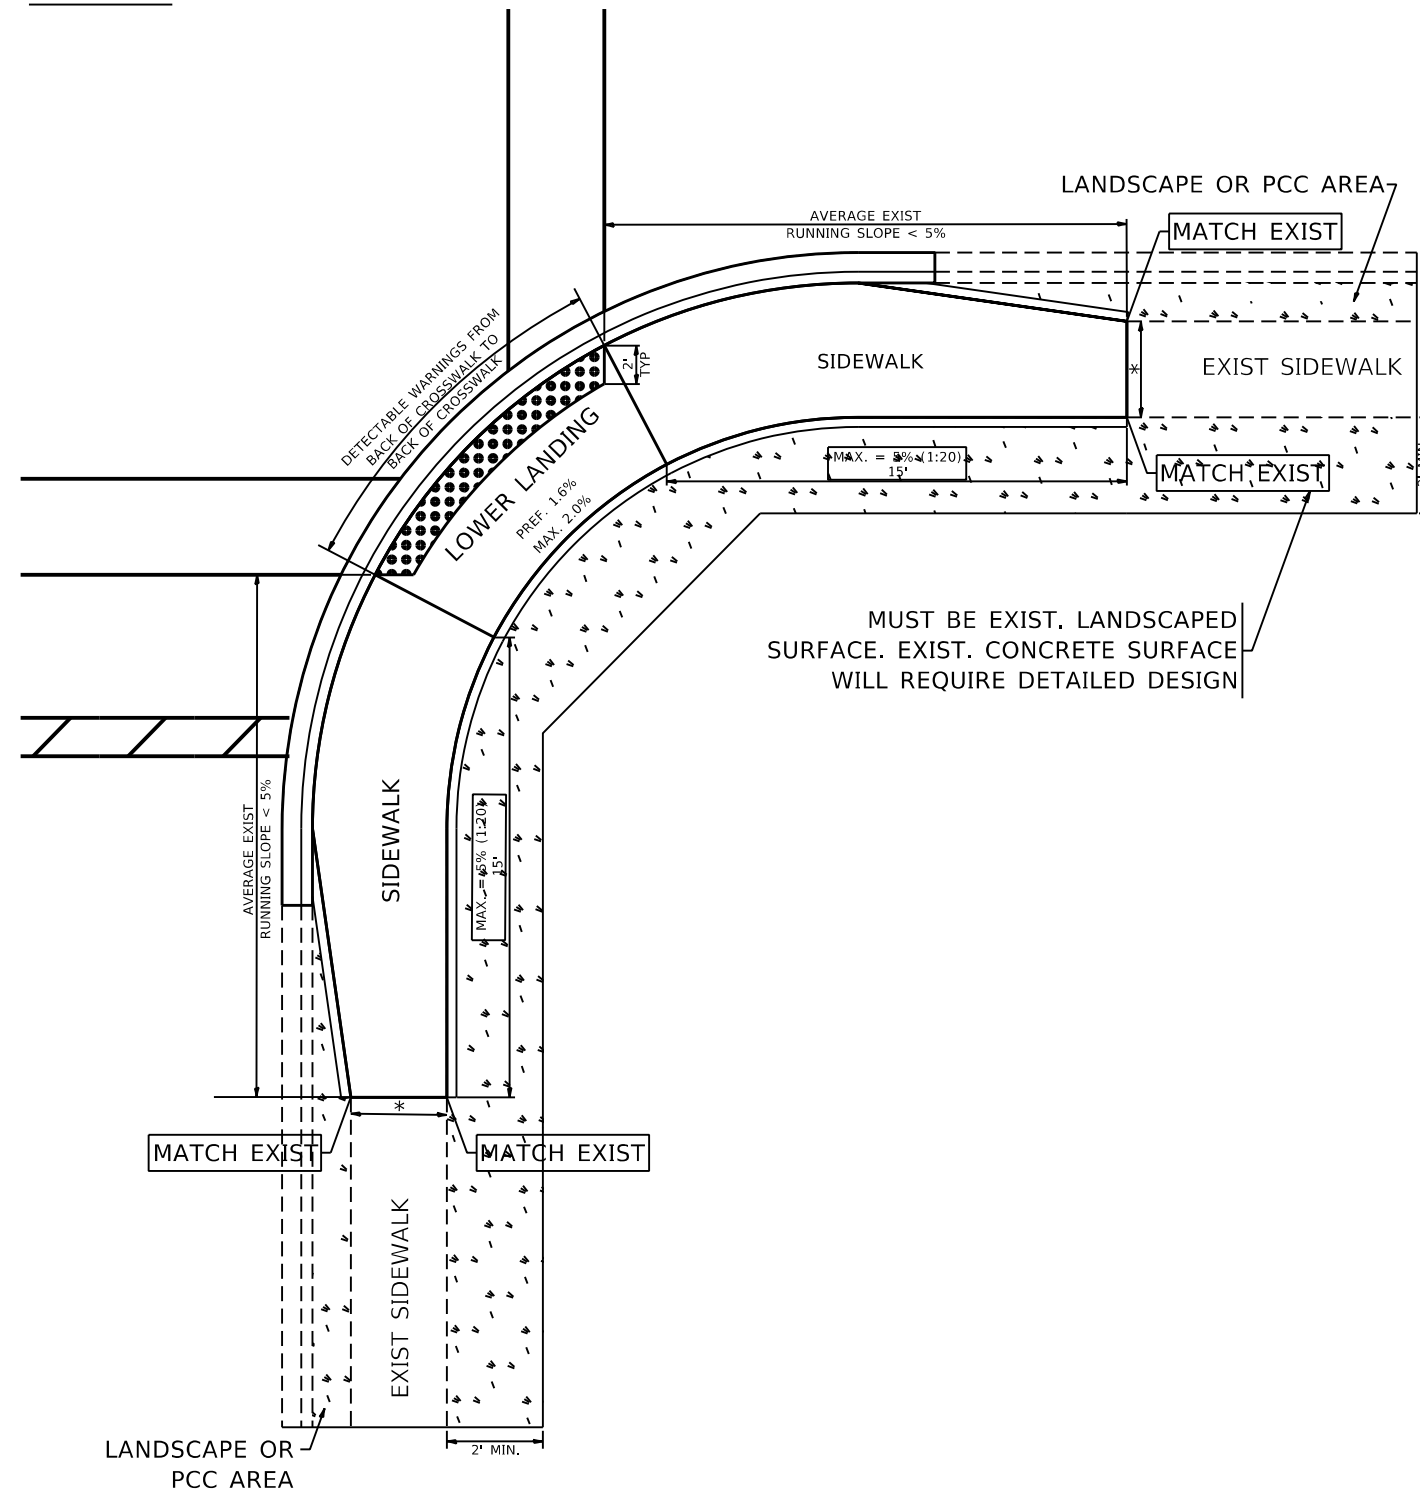 LANDSCAPE OR PCC AREA
AVERAGE EXIST
RUNNING SLOPE < 5%
MATCH EXIST
DETECTABLE WARNINGS FROM
BACK OF CROSSWALK TO
BACK OF CROSSWALK
2'
TYP
SIDEWALK
*
EXIST SIDEWALK
LOWER LANDING
PREF. 1.6%
MAX. 2.0%
MAX. = 5% (1:20)
15'
MATCH EXIST
MUST BE EXIST. LANDSCAPED
SURFACE. EXIST. CONCRETE SURFACE
WILL REQUIRE DETAILED DESIGN
AVERAGE EXIST
RUNNING SLOPE < 5%
SIDEWALK
MAX. = 5% (1:20)
15'
*
MATCH EXIST
MATCH EXIST
EXIST SIDEWALK
LANDSCAPE OR
PCC AREA
2' MIN.